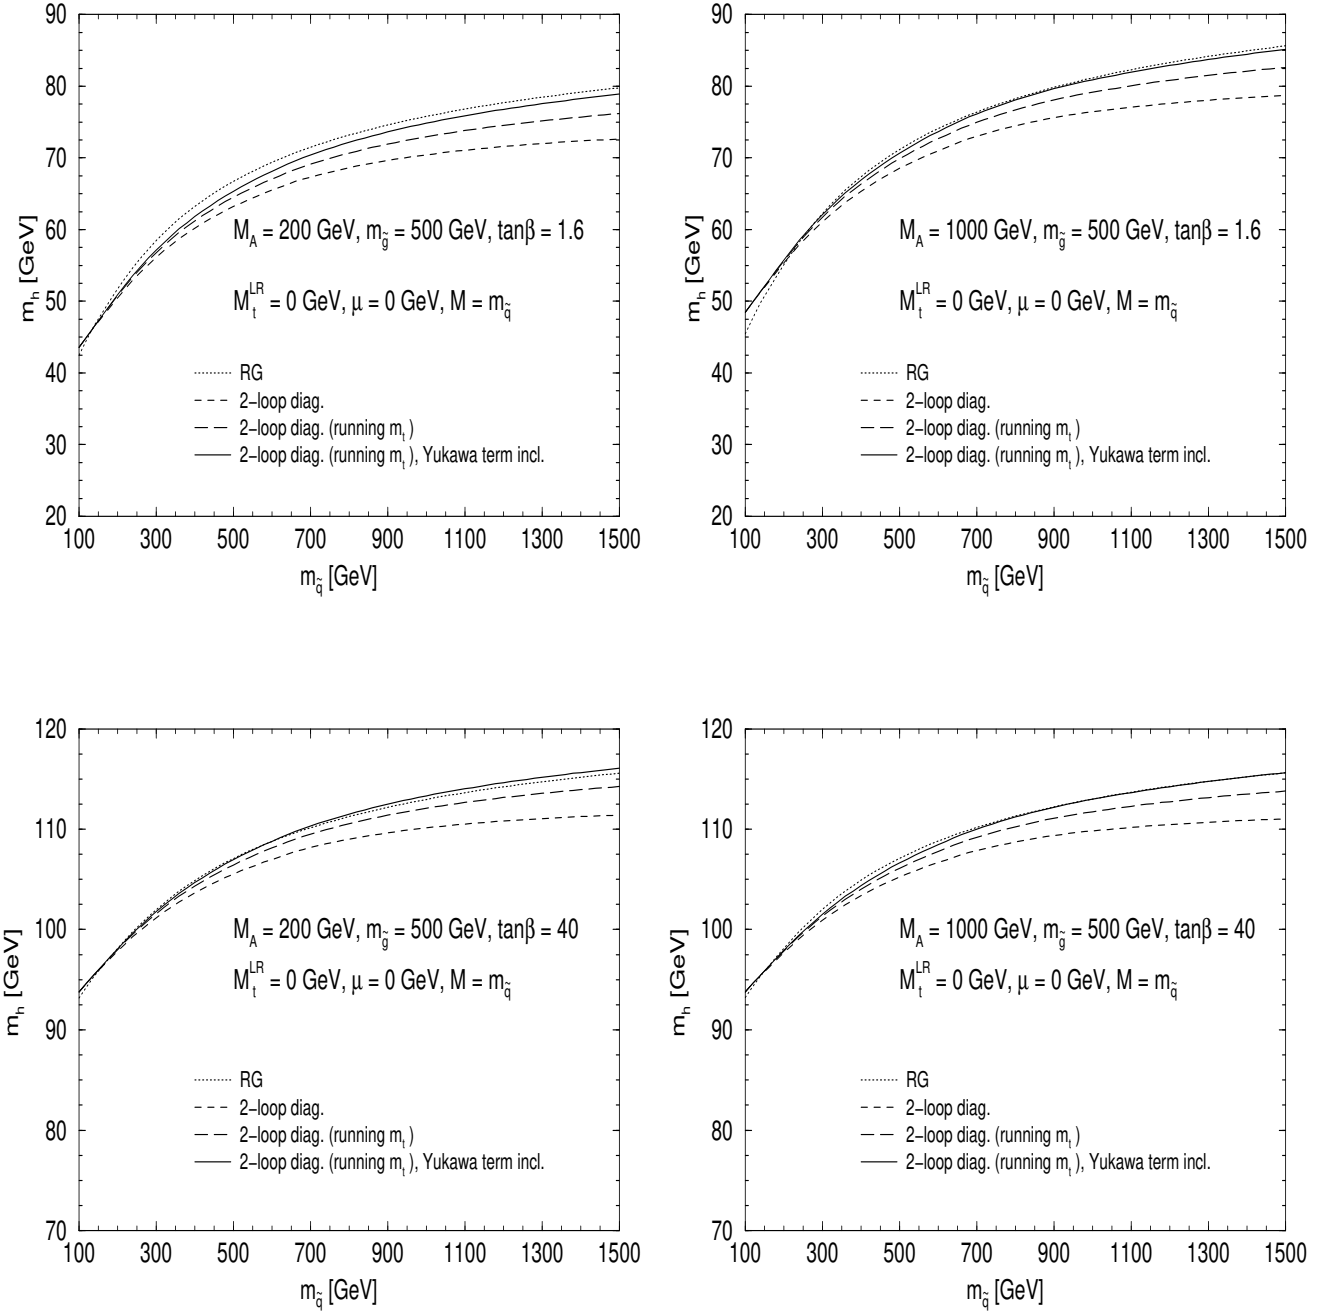 90
80
70
60
50
40
30
20
m_h [GeV]
M_A = 200 GeV, m_g̃ = 500 GeV, tanβ = 1.6
M_t^LR = 0 GeV, μ = 0 GeV, M = m_q̃
RG
2−loop diag.
2−loop diag. (running m_t )
2−loop diag. (running m_t ), Yukawa term incl.
100 300 500 700 900 1100 1300 1500
m_q̃ [GeV]
90
80
70
60
50
40
30
20
m_h [GeV]
M_A = 1000 GeV, m_g̃ = 500 GeV, tanβ = 1.6
M_t^LR = 0 GeV, μ = 0 GeV, M = m_q̃
RG
2−loop diag.
2−loop diag. (running m_t )
2−loop diag. (running m_t ), Yukawa term incl.
100 300 500 700 900 1100 1300 1500
m_q̃ [GeV]
120
110
100
90
80
70
m_h [GeV]
M_A = 200 GeV, m_g̃ = 500 GeV, tanβ = 40
M_t^LR = 0 GeV, μ = 0 GeV, M = m_q̃
RG
2−loop diag.
2−loop diag. (running m_t )
2−loop diag. (running m_t ), Yukawa term incl.
100 300 500 700 900 1100 1300 1500
m_q̃ [GeV]
120
110
100
90
80
70
m_h [GeV]
M_A = 1000 GeV, m_g̃ = 500 GeV, tanβ = 40
M_t^LR = 0 GeV, μ = 0 GeV, M = m_q̃
RG
2−loop diag.
2−loop diag. (running m_t )
2−loop diag. (running m_t ), Yukawa term incl.
100 300 500 700 900 1100 1300 1500
m_q̃ [GeV]